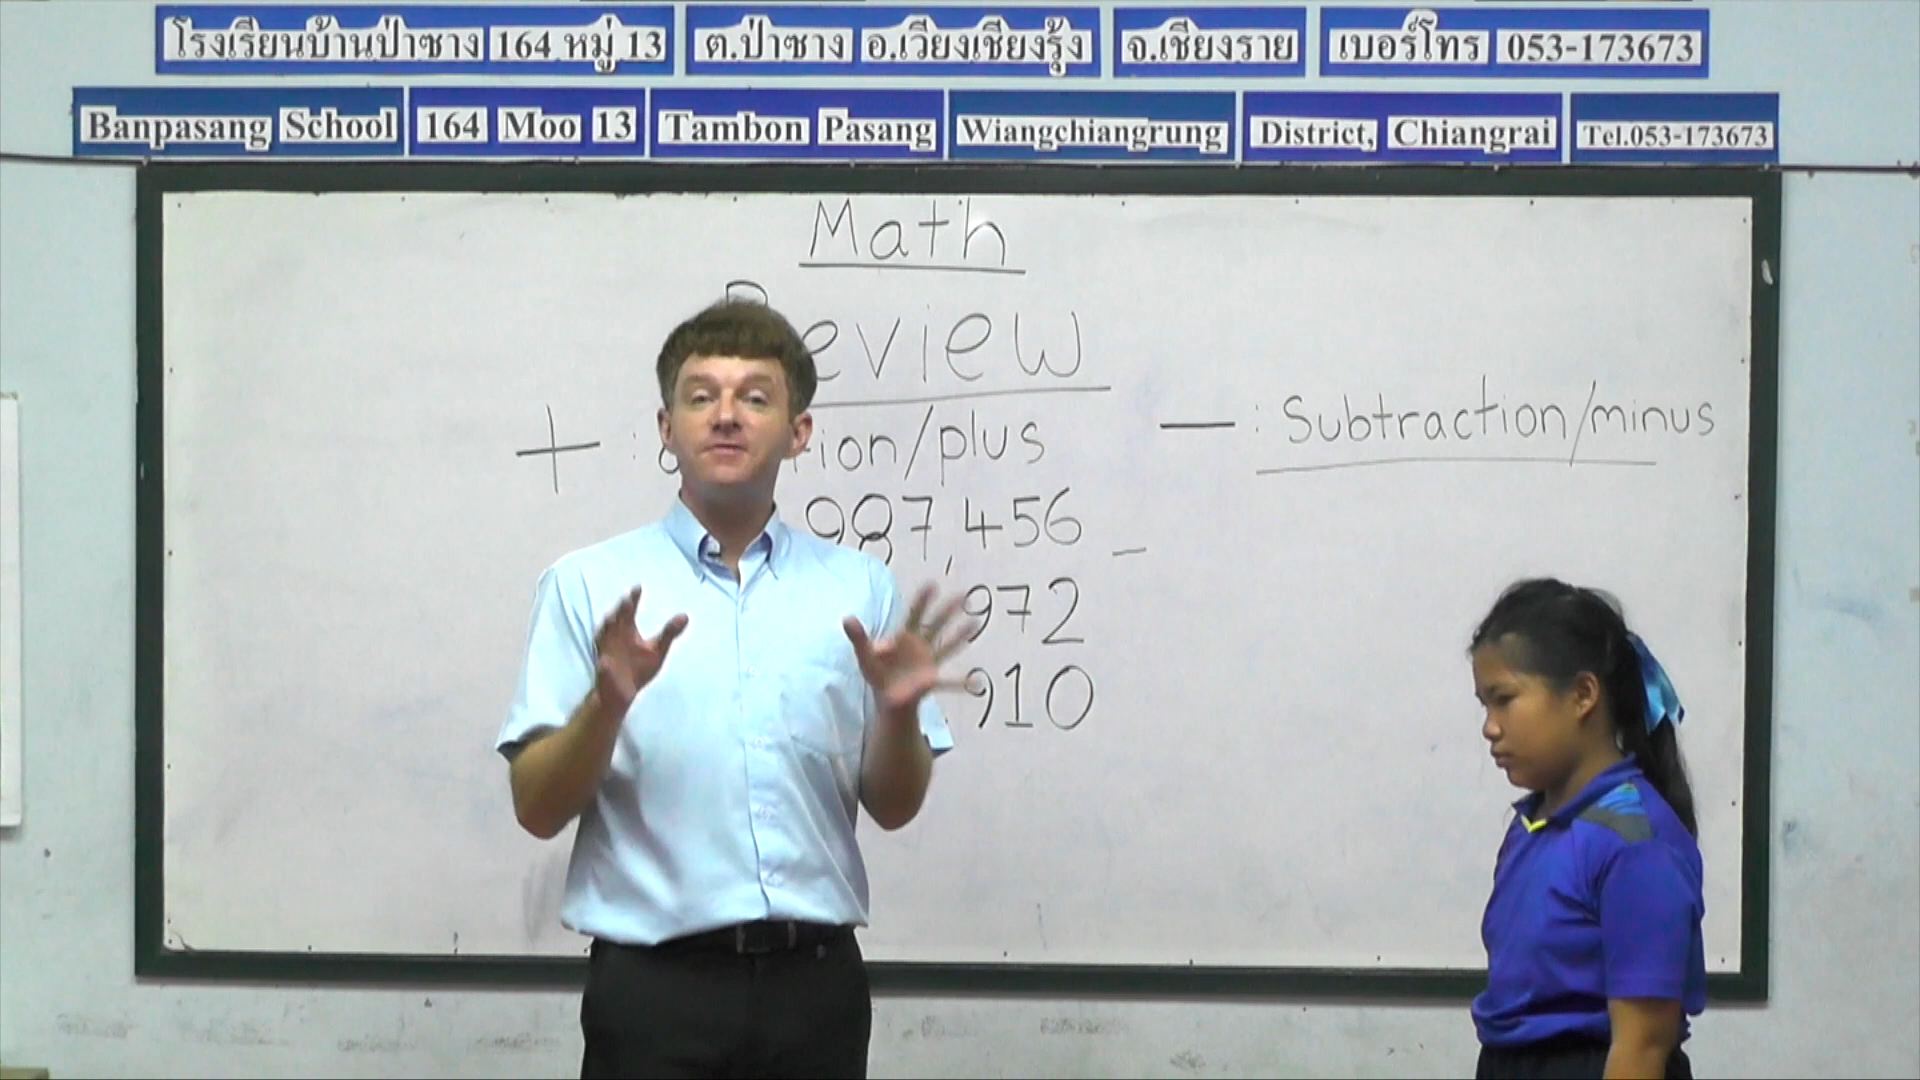 โรงเรียนบ้านป่าซาง 164 หมู่ 13 ต.ป่าซาง อ.เวียงเชียงรุ้ง จ.เชียงราย เบอร์โทร 053-173673
Banpasang School 164 Moo 13 Tambon Pasang Wiangchiangrung District, Chiangrai Tel.053-173673
Math
+ : /plus
— : Subtraction/minus
987,456 –
972
910